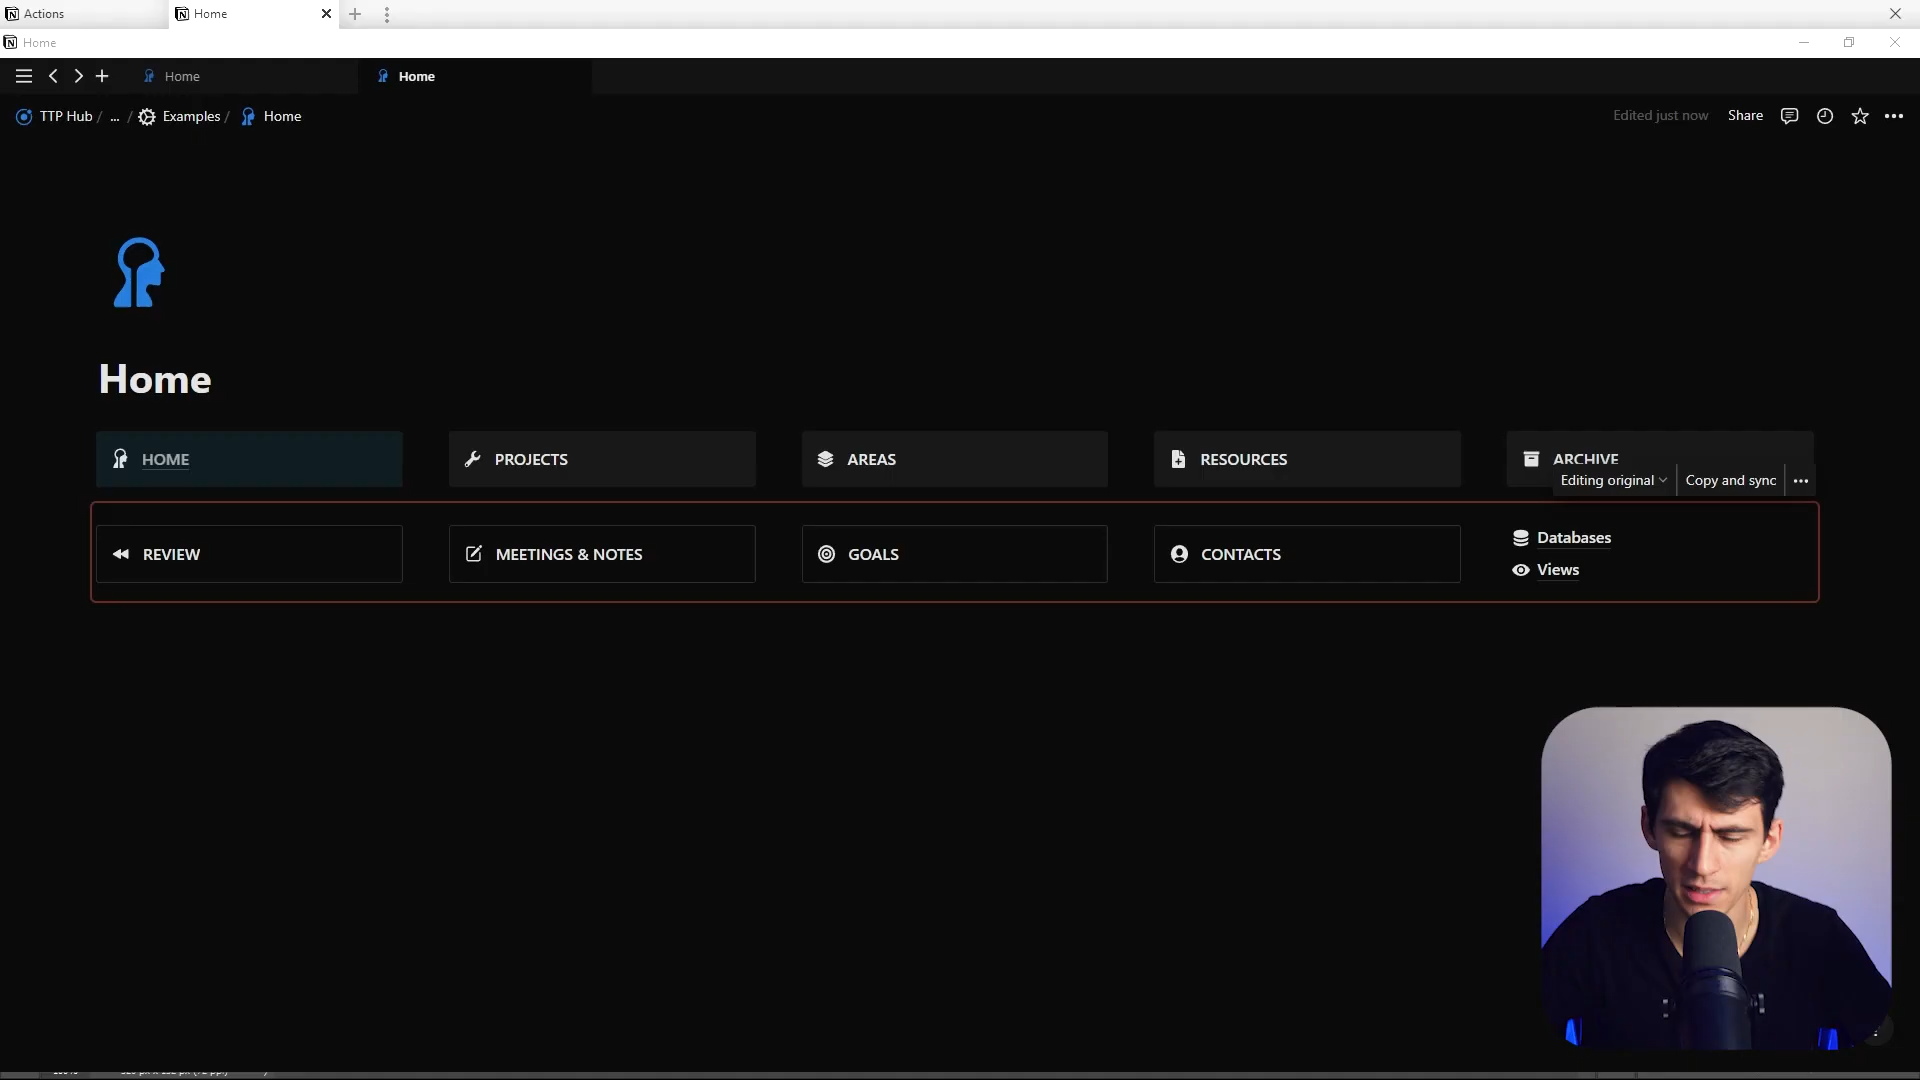 Actions
Home
Home
Home
Home
TTP Hub / ... / Examples / Home
Edited just now
Share
Home
HOME
PROJECTS
AREAS
RESOURCES
ARCHIVE
Editing original
Copy and sync
REVIEW
MEETINGS & NOTES
GOALS
CONTACTS
Databases
Views